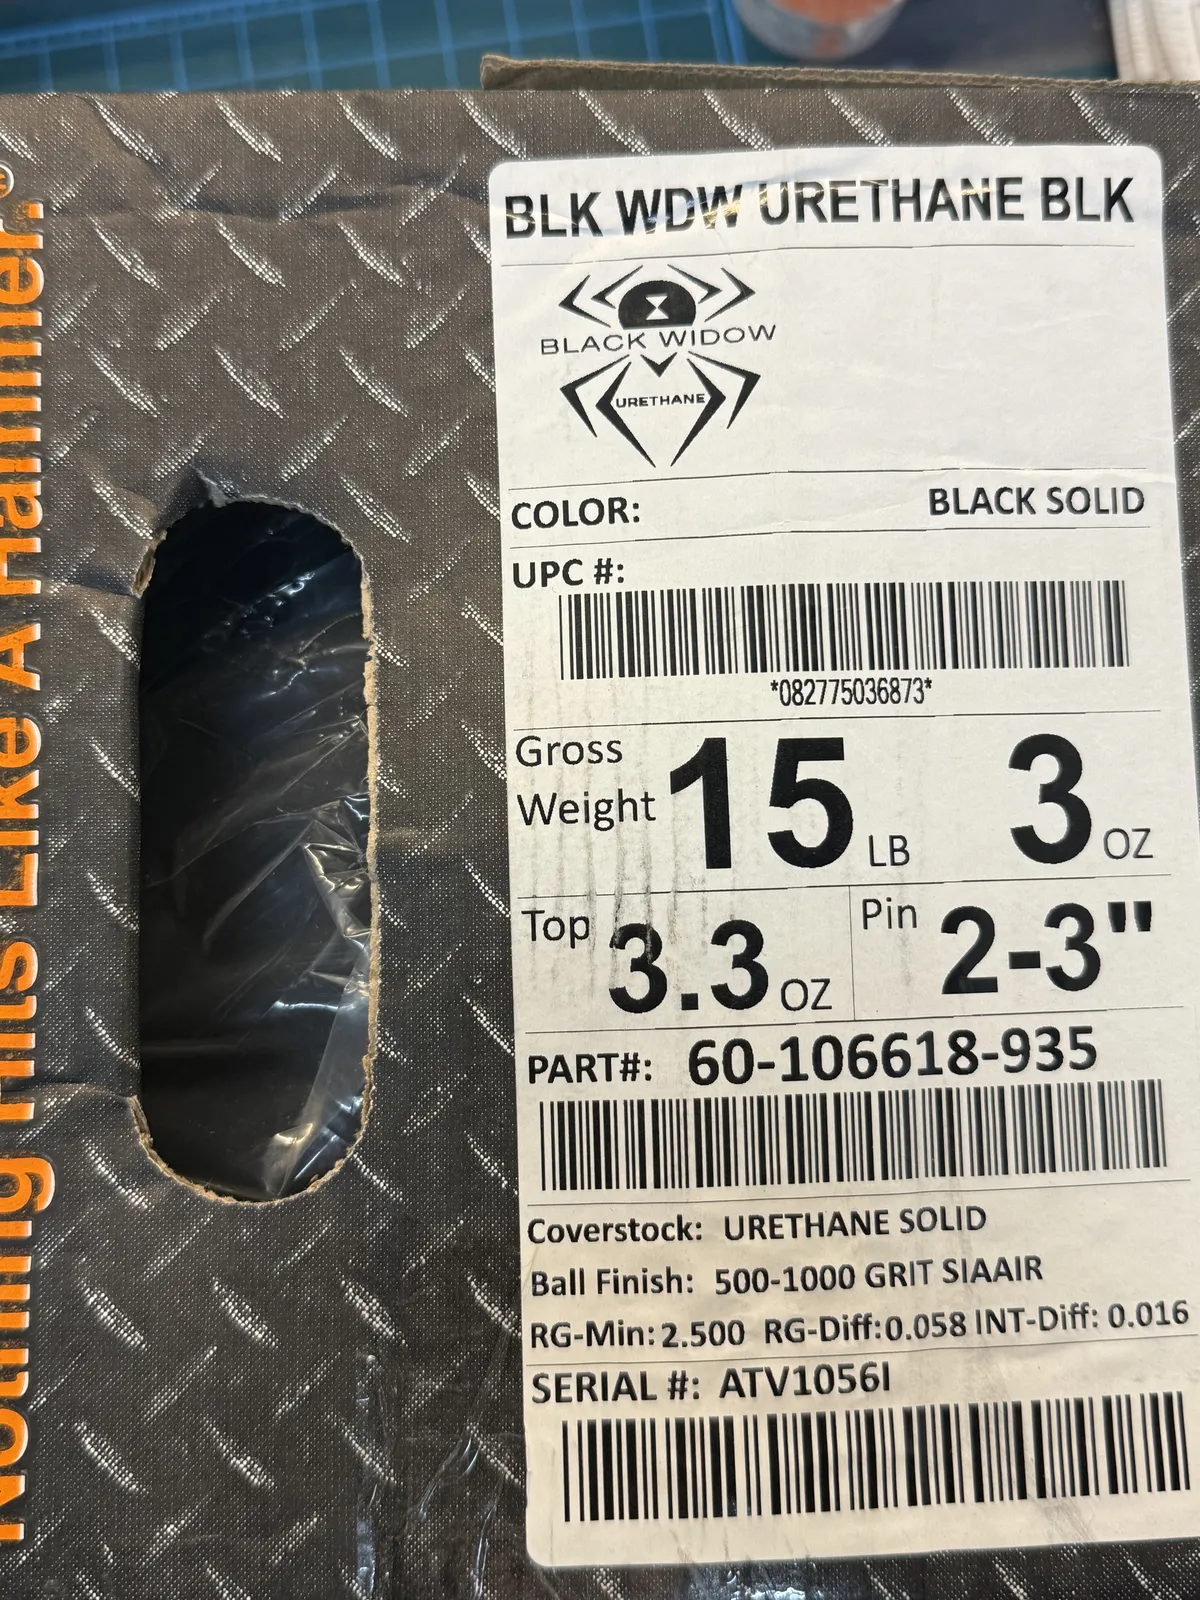 Nothing Hits Like A Hammer.®
BLK WDW URETHANE BLK
BLACK WIDOW
URETHANE
COLOR: BLACK SOLID
UPC #:
*082775036873*
Gross Weight 15 LB 3 OZ
Top 3.3 OZ Pin 2-3"
PART#: 60-106618-935
Coverstock: URETHANE SOLID
Ball Finish: 500-1000 GRIT SIAAIR
RG-Min: 2.500 RG-Diff: 0.058 INT-Diff: 0.016
SERIAL #: ATV1056I